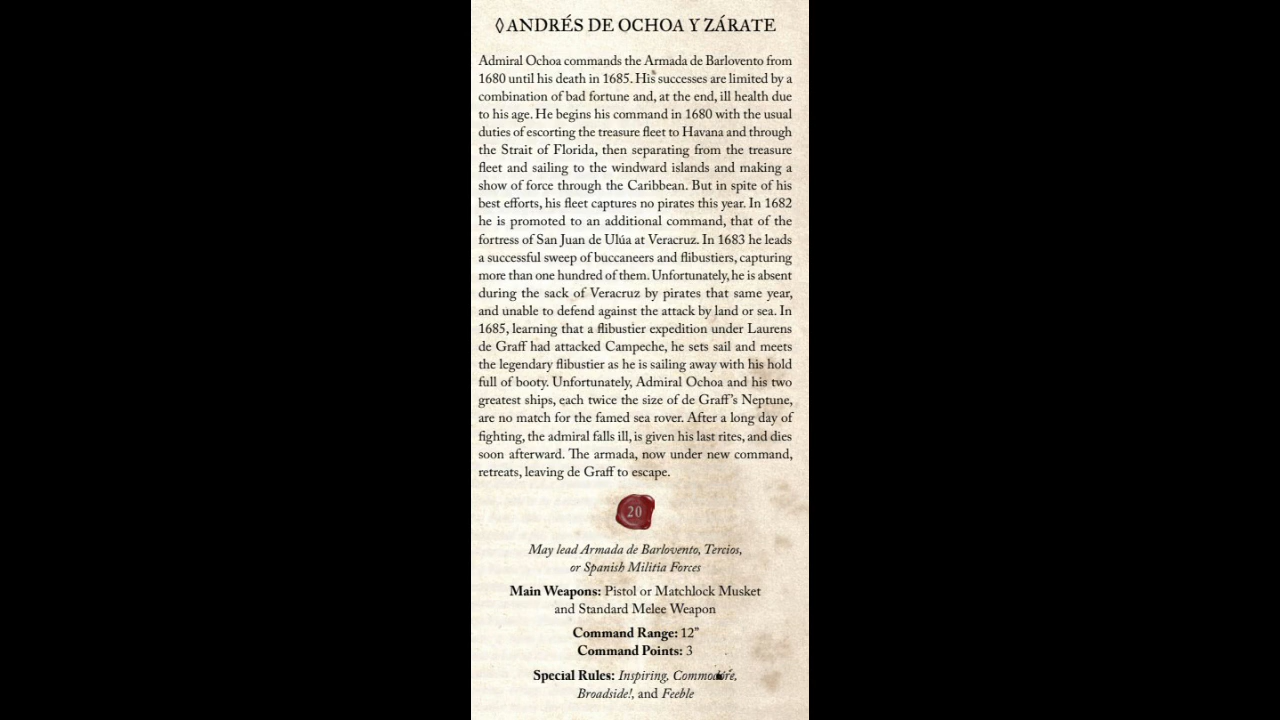 ◊ANDRÉS DE OCHOA Y ZÁRATE
Admiral Ochoa commands the Armada de Barlovento from
1680 until his death in 1685. His successes are limited by a
combination of bad fortune and, at the end, ill health due
to his age. He begins his command in 1680 with the usual
duties of escorting the treasure fleet to Havana and through
the Strait of Florida, then separating from the treasure
fleet and sailing to the windward islands and making a
show of force through the Caribbean. But in spite of his
best efforts, his fleet captures no pirates this year. In 1682
he is promoted to an additional command, that of the
fortress of San Juan de Ulúa at Veracruz. In 1683 he leads
a successful sweep of buccaneers and flibustiers, capturing
more than one hundred of them. Unfortunately, he is absent
during the sack of Veracruz by pirates that same year,
and unable to defend against the attack by land or sea. In
1685, learning that a flibustier expedition under Laurens
de Graff had attacked Campeche, he sets sail and meets
the legendary flibustier as he is sailing away with his hold
full of booty. Unfortunately, Admiral Ochoa and his two
greatest ships, each twice the size of de Graff's Neptune,
are no match for the famed sea rover. After a long day of
fighting, the admiral falls ill, is given his last rites, and dies
soon afterward. The armada, now under new command,
retreats, leaving de Graff to escape.
20
May lead Armada de Barlovento, Tercios,
or Spanish Militia Forces
Main Weapons: Pistol or Matchlock Musket
and Standard Melee Weapon
Command Range: 12"
Command Points: 3
Special Rules: Inspiring, Commodore,
Broadside!, and Feeble